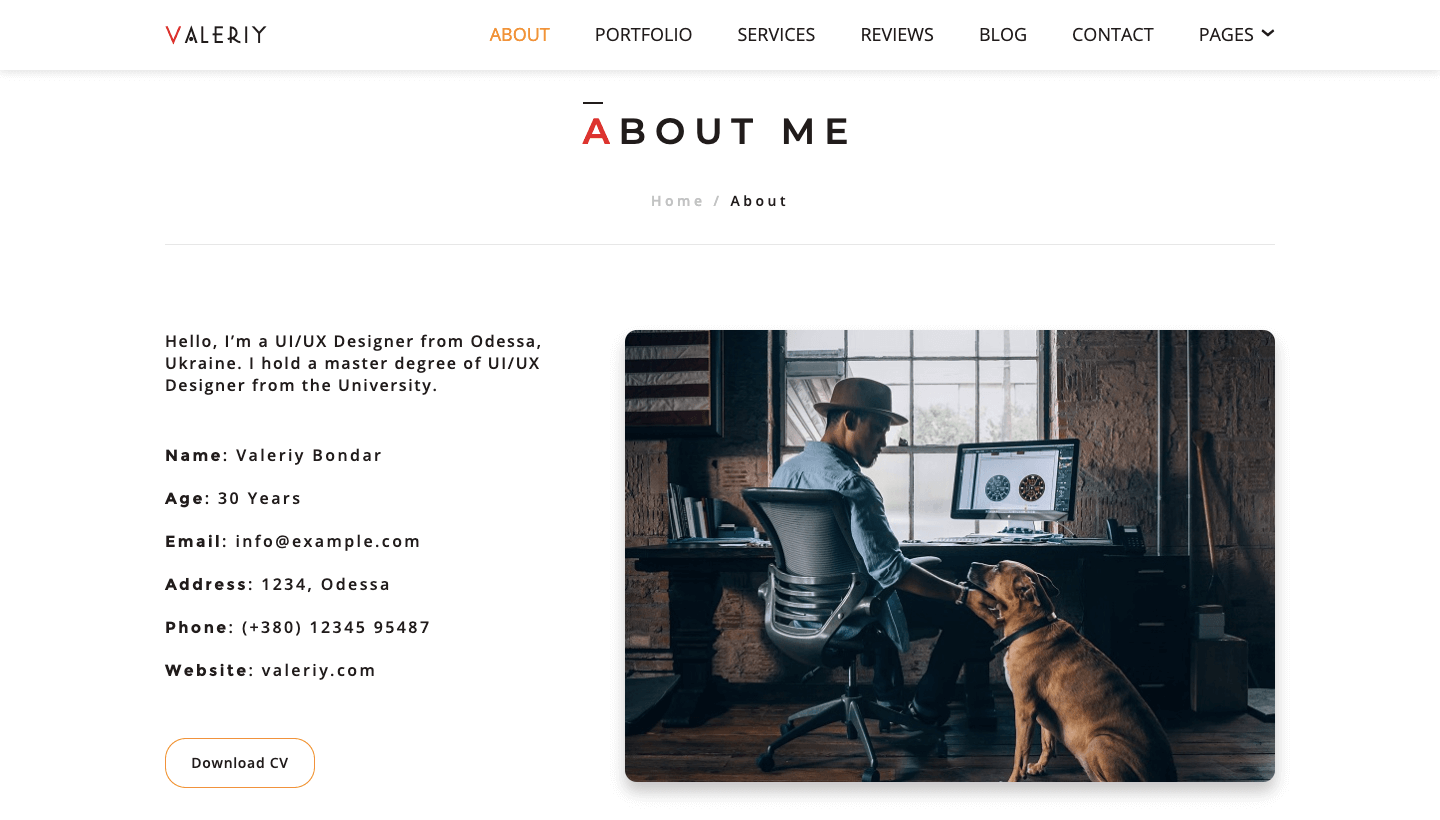 VALERIY
ABOUT PORTFOLIO SERVICES REVIEWS BLOG CONTACT PAGES
ABOUT ME
Home / About
Hello, I’m a UI/UX Designer from Odessa,
Ukraine. I hold a master degree of UI/UX
Designer from the University.
Name: Valeriy Bondar
Age: 30 Years
Email: info@example.com
Address: 1234, Odessa
Phone: (+380) 12345 95487
Website: valeriy.com
Download CV